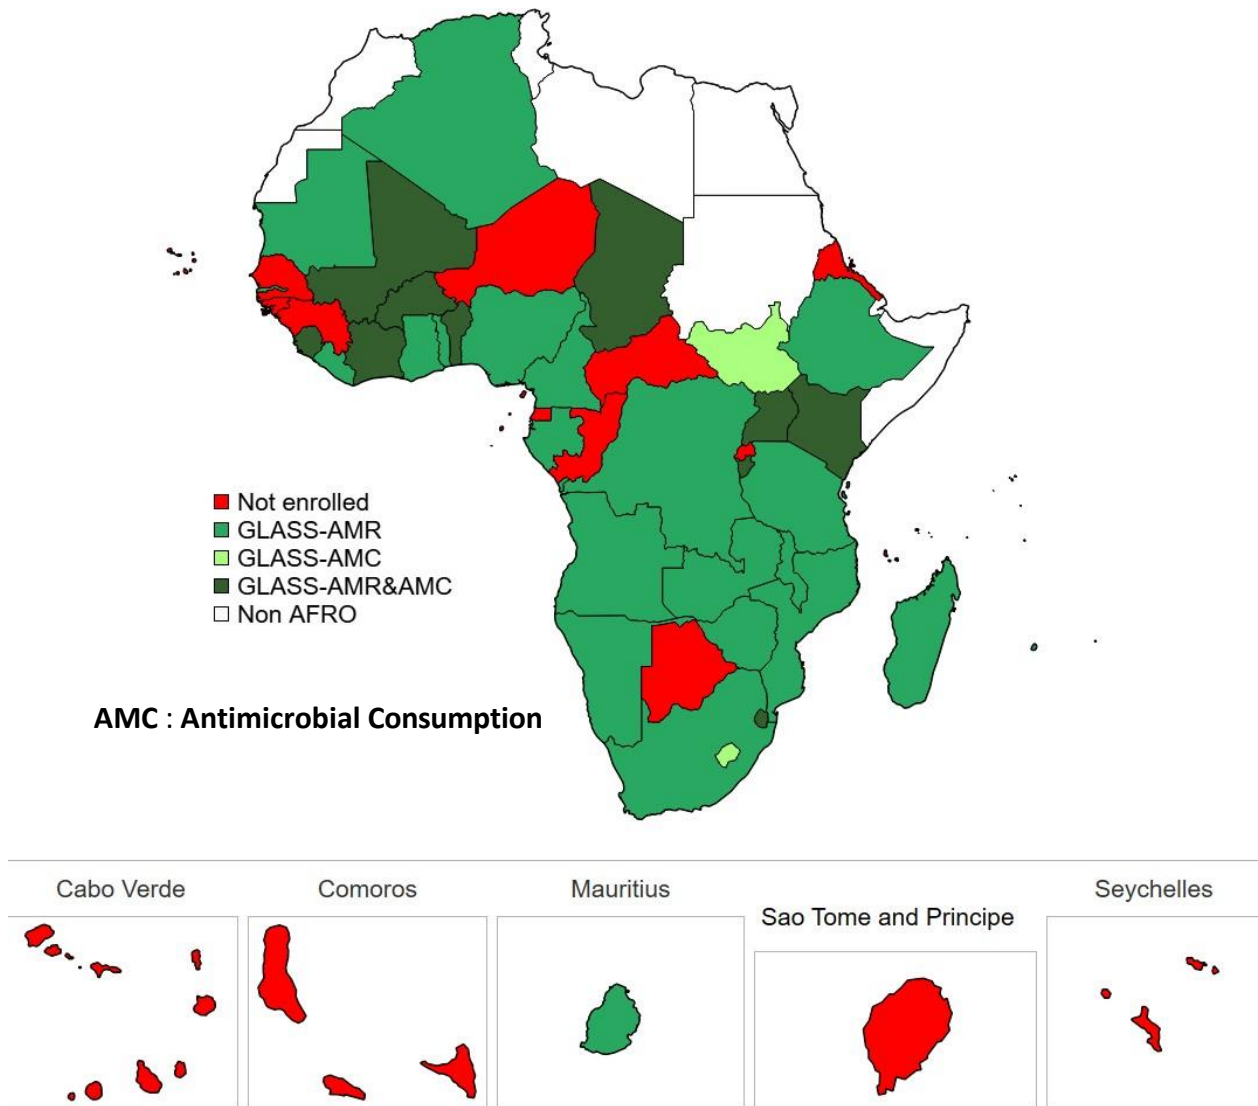 Not enrolled
GLASS-AMR
GLASS-AMC
GLASS-AMR&AMC
Non AFRO
AMC : Antimicrobial Consumption
Cabo Verde
Comoros
Mauritius
Sao Tome and Principe
Seychelles